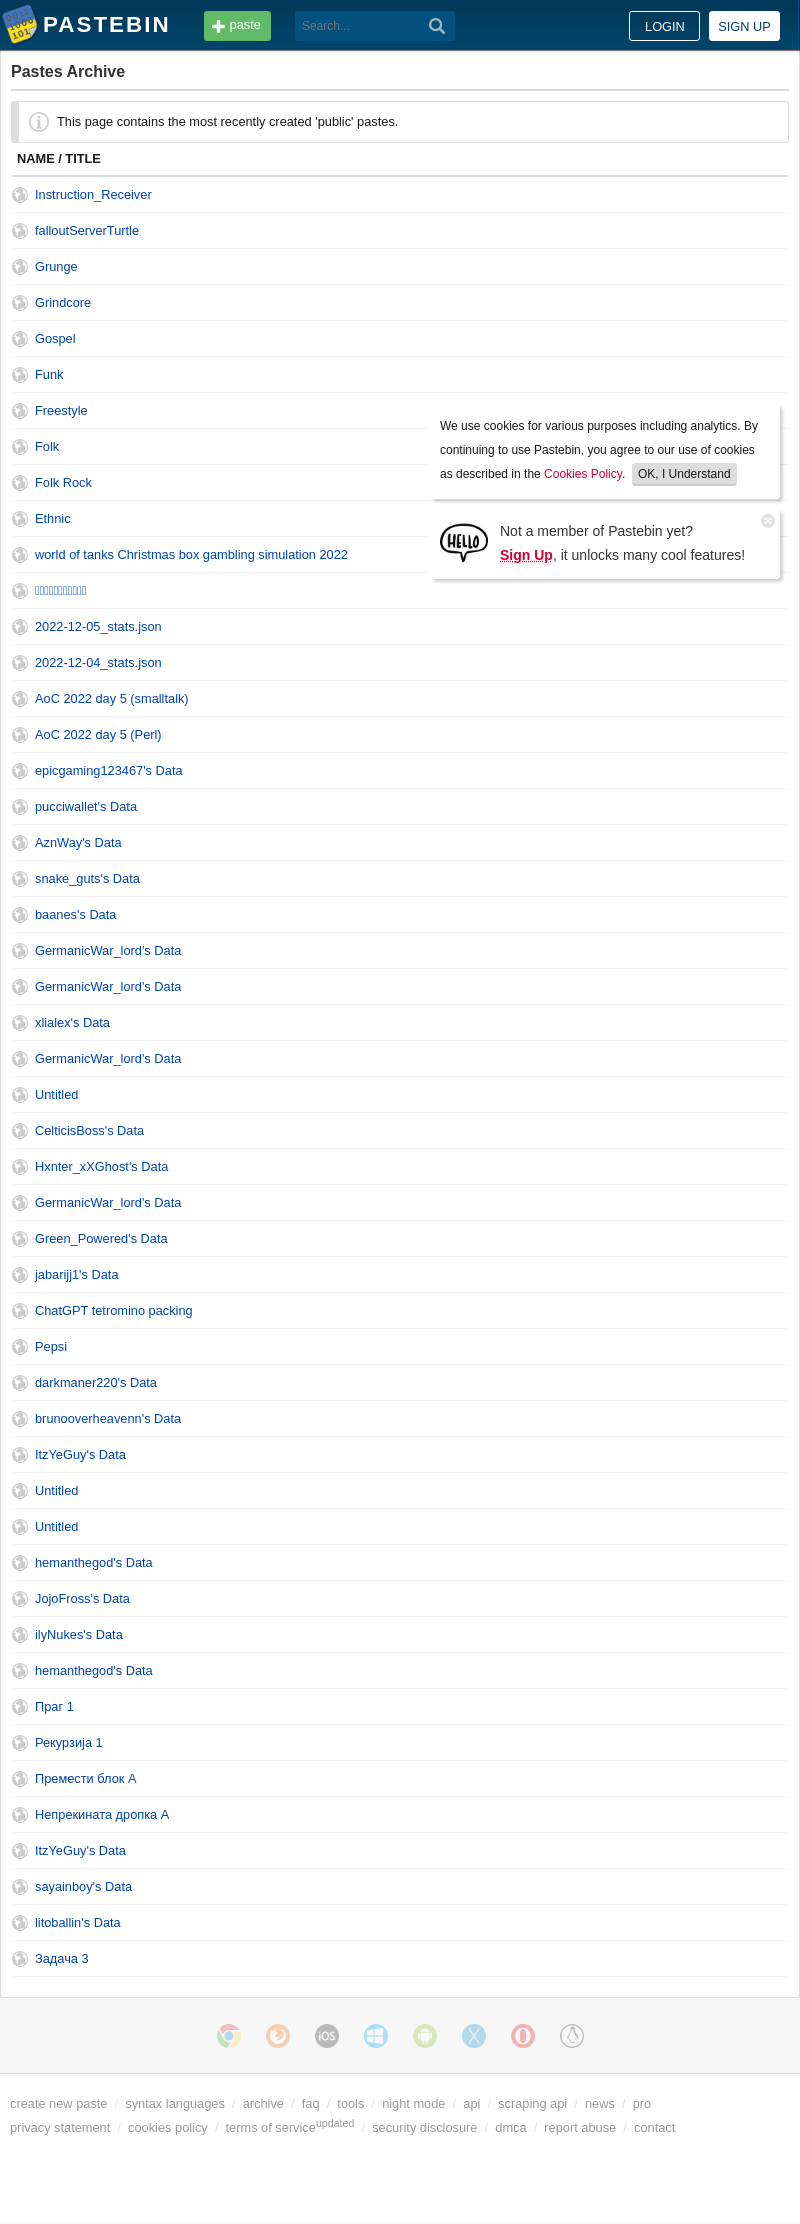 PASTEBIN paste Search... LOGIN SIGN UP
Pastes Archive
This page contains the most recently created 'public' pastes.
NAME / TITLE
Instruction_Receiver
falloutServerTurtle
Grunge
Grindcore
Gospel
Funk
Freestyle
Folk
Folk Rock
Ethnic
world of tanks Christmas box gambling simulation 2022
We use cookies for various purposes including analytics. By
continuing to use Pastebin, you agree to our use of cookies
as described in the Cookies Policy. OK, I Understand
HELLO
Not a member of Pastebin yet?
Sign Up, it unlocks many cool features!
2022-12-05_stats.json
2022-12-04_stats.json
AoC 2022 day 5 (smalltalk)
AoC 2022 day 5 (Perl)
epicgaming123467's Data
pucciwallet's Data
AznWay's Data
snake_guts's Data
baanes's Data
GermanicWar_lord's Data
GermanicWar_lord's Data
xlialex's Data
GermanicWar_lord's Data
Untitled
CelticisBoss's Data
Hxnter_xXGhost's Data
GermanicWar_lord's Data
Green_Powered's Data
jabarijj1's Data
ChatGPT tetromino packing
Pepsi
darkmaner220's Data
brunooverheavenn's Data
ItzYeGuy's Data
Untitled
Untitled
hemanthegod's Data
JojoFross's Data
ilyNukes's Data
hemanthegod's Data
Праг 1
Рекурзија 1
Премести блок А
Непрекината дропка А
ItzYeGuy's Data
sayainboy's Data
litoballin's Data
Задача 3
iOS
create new paste / syntax languages / archive / faq / tools / night mode / api / scraping api / news / pro
privacy statement / cookies policy / terms of service updated / security disclosure / dmca / report abuse / contact